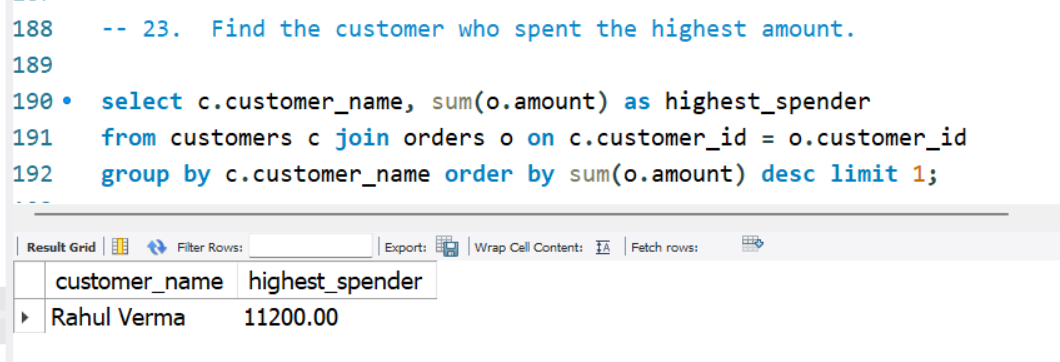 188 -- 23. Find the customer who spent the highest amount.
189
190 select c.customer_name, sum(o.amount) as highest_spender
191 from customers c join orders o on c.customer_id = o.customer_id
192 group by c.customer_name order by sum(o.amount) desc limit 1;
Result Grid Filter Rows: Export: Wrap Cell Content: Fetch rows:
customer_name highest_spender
Rahul Verma 11200.00